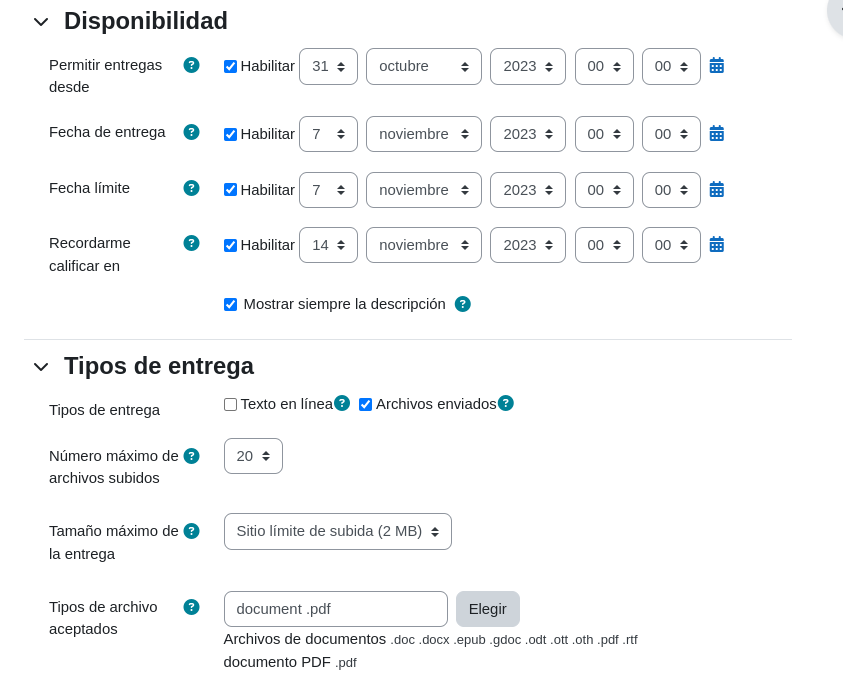 Disponibilidad
Permitir entregas desde ? Habilitar 31 octubre 2023 00 00
Fecha de entrega ? Habilitar 7 noviembre 2023 00 00
Fecha límite ? Habilitar 7 noviembre 2023 00 00
Recordarme calificar en ? Habilitar 14 noviembre 2023 00 00
Mostrar siempre la descripción ?
Tipos de entrega
Tipos de entrega Texto en línea ? Archivos enviados ?
Número máximo de archivos subidos ? 20
Tamaño máximo de la entrega ? Sitio límite de subida (2 MB)
Tipos de archivo aceptados ? document .pdf Elegir
Archivos de documentos .doc .docx .epub .gdoc .odt .ott .oth .pdf .rtf
documento PDF .pdf